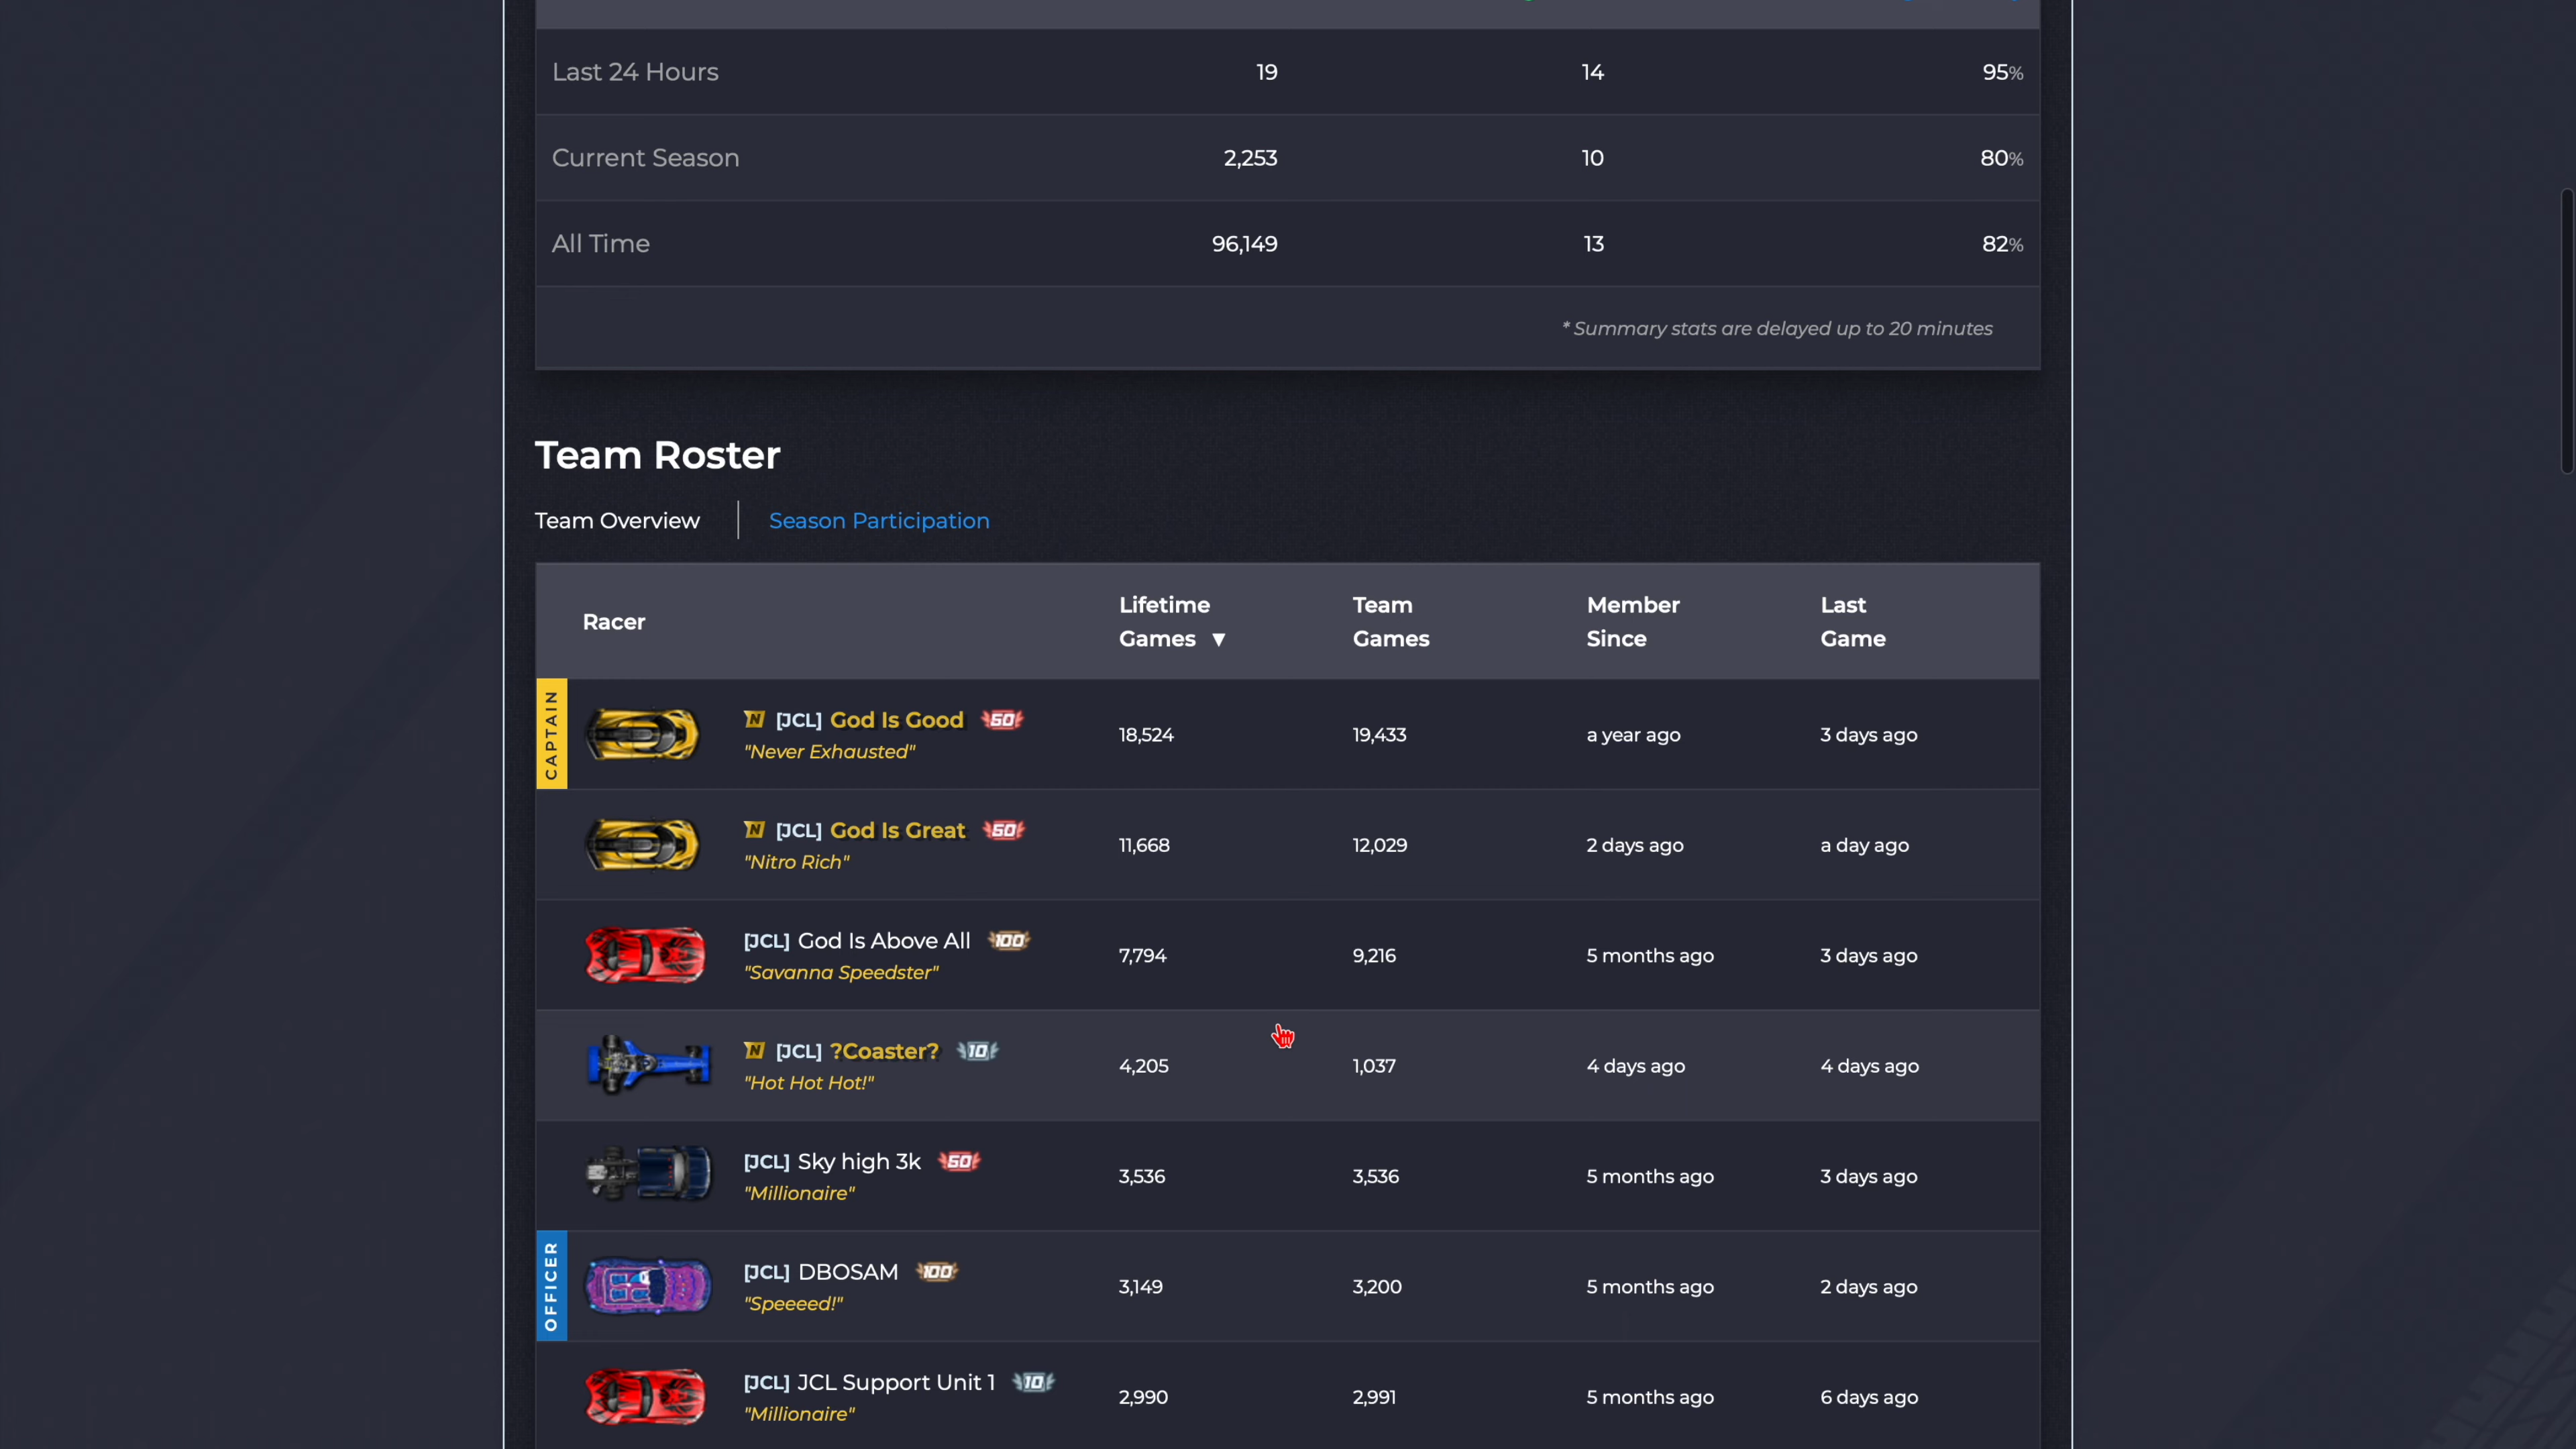 Last 24 Hours 19 14 95%
Current Season 2,253 10 80%
All Time 96,149 13 82%
* Summary stats are delayed up to 20 minutes
Team Roster
Team Overview Season Participation
Racer Lifetime Games ▼ Team Games Member Since Last Game
CAPTAIN
N [JCL] God Is Good 60
"Never Exhausted"
18,524 19,433 a year ago 3 days ago
N [JCL] God Is Great 60
"Nitro Rich"
11,668 12,029 2 days ago a day ago
[JCL] God Is Above All 100
"Savanna Speedster"
7,794 9,216 5 months ago 3 days ago
N [JCL] ?Coaster? 10
"Hot Hot Hot!"
4,205 1,037 4 days ago 4 days ago
[JCL] Sky high 3k 60
"Millionaire"
3,536 3,536 5 months ago 3 days ago
OFFICER
[JCL] DBOSAM 100
"Speeeed!"
3,149 3,200 5 months ago 2 days ago
[JCL] JCL Support Unit 1 10
"Millionaire"
2,990 2,991 5 months ago 6 days ago